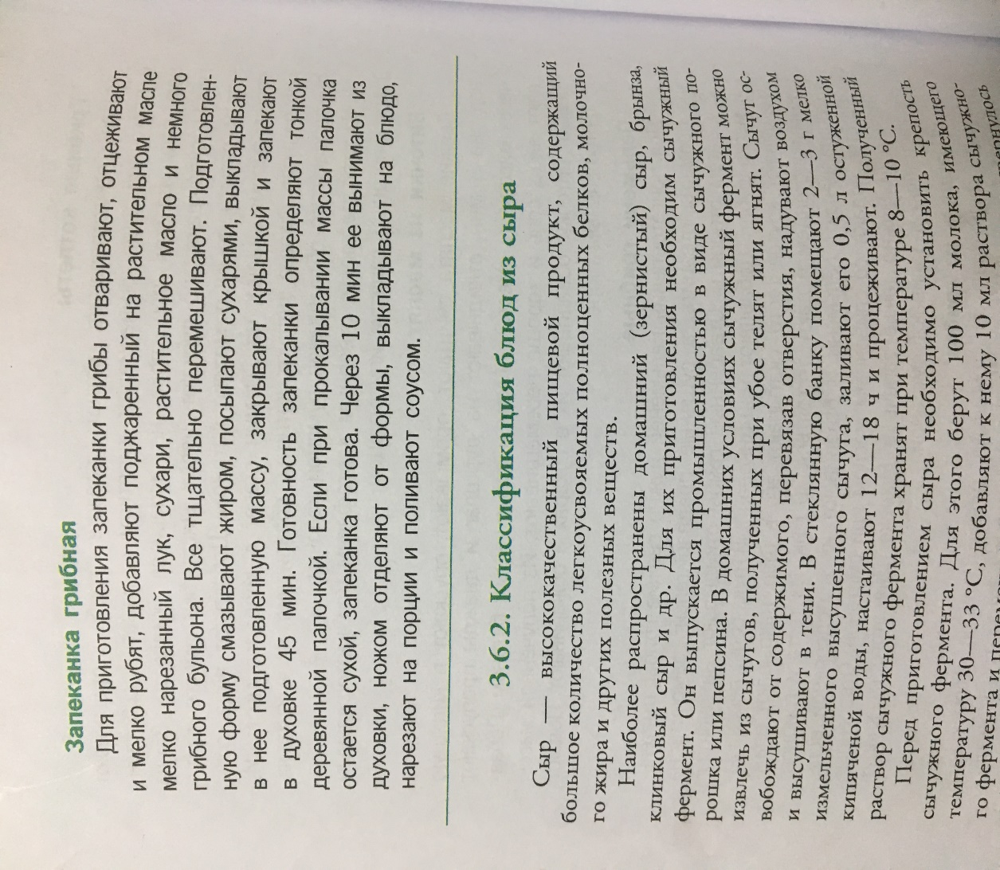 Запеканка грибная
Для приготовления запеканки грибы отваривают, отцеживают
и мелко рубят, добавляют поджаренный на растительном масле
мелко нарезанный лук, сухари, растительное масло и немного
грибного бульона. Все тщательно перемешивают. Подготовлен-
ную форму смазывают жиром, посыпают сухарями, выкладывают
в нее подготовленную массу, закрывают крышкой и запекают
в духовке 45 мин. Готовность запеканки определяют тонкой
деревянной палочкой. Если при прокалывании массы палочка
остается сухой, запеканка готова. Через 10 мин ее вынимают из
духовки, ножом отделяют от формы, выкладывают на блюдо,
нарезают на порции и поливают соусом.
3.6.2. Классификация блюд из сыра
Сыр — высококачественный пищевой продукт, содержащий
большое количество легкоусвояемых полноценных белков, молочно-
го жира и других полезных веществ.
Наиболее распространены домашний (зернистый) сыр, брынза,
клинковый сыр и др. Для их приготовления необходим сычужный
фермент. Он выпускается промышленностью в виде сычужного по-
рошка или пепсина. В домашних условиях сычужный фермент можно
извлечь из сычугов, полученных при убое телят или ягнят. Сычуг ос-
вобождают от содержимого, перевязав отверстия, надувают воздухом
и высушивают в тени. В стеклянную банку помещают 2—3 г мелко
измельченного высушенного сычуга, заливают его 0,5 л остуженной
кипяченой воды, настаивают 12—18 ч и процеживают. Полученный
раствор сычужного фермента хранят при температуре 8—10 °С.
Перед приготовлением сыра необходимо установить крепость
сычужного фермента. Для этого берут 100 мл молока, имеющего
температуру 30—33 °С, добавляют к нему 10 мл раствора сычужно-
го фермента и